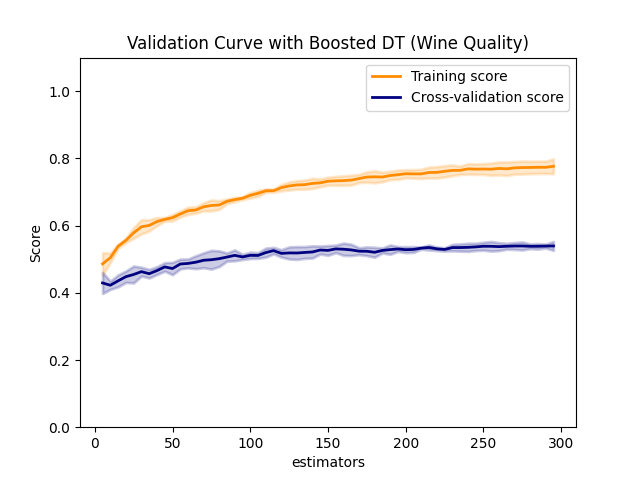 Validation Curve with Boosted DT (Wine Quality)
Training score
Cross-validation score
1.0
0.8
0.6
0.4
0.2
0.0
Score
0 50 100 150 200 250 300
estimators